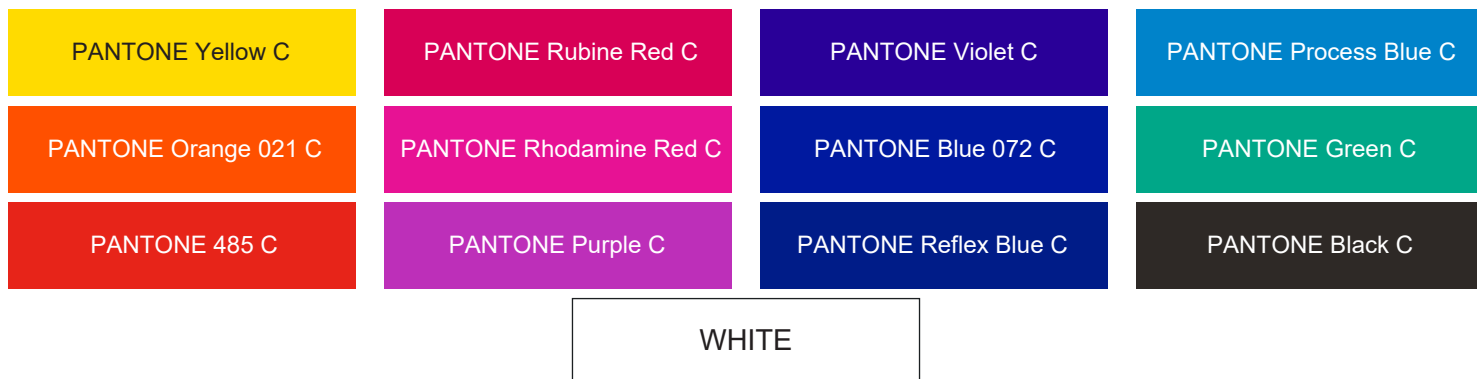 PANTONE Yellow C
PANTONE Rubine Red C
PANTONE Violet C
PANTONE Process Blue C
PANTONE Orange 021 C
PANTONE Rhodamine Red C
PANTONE Blue 072 C
PANTONE Green C
PANTONE 485 C
PANTONE Purple C
PANTONE Reflex Blue C
PANTONE Black C
WHITE